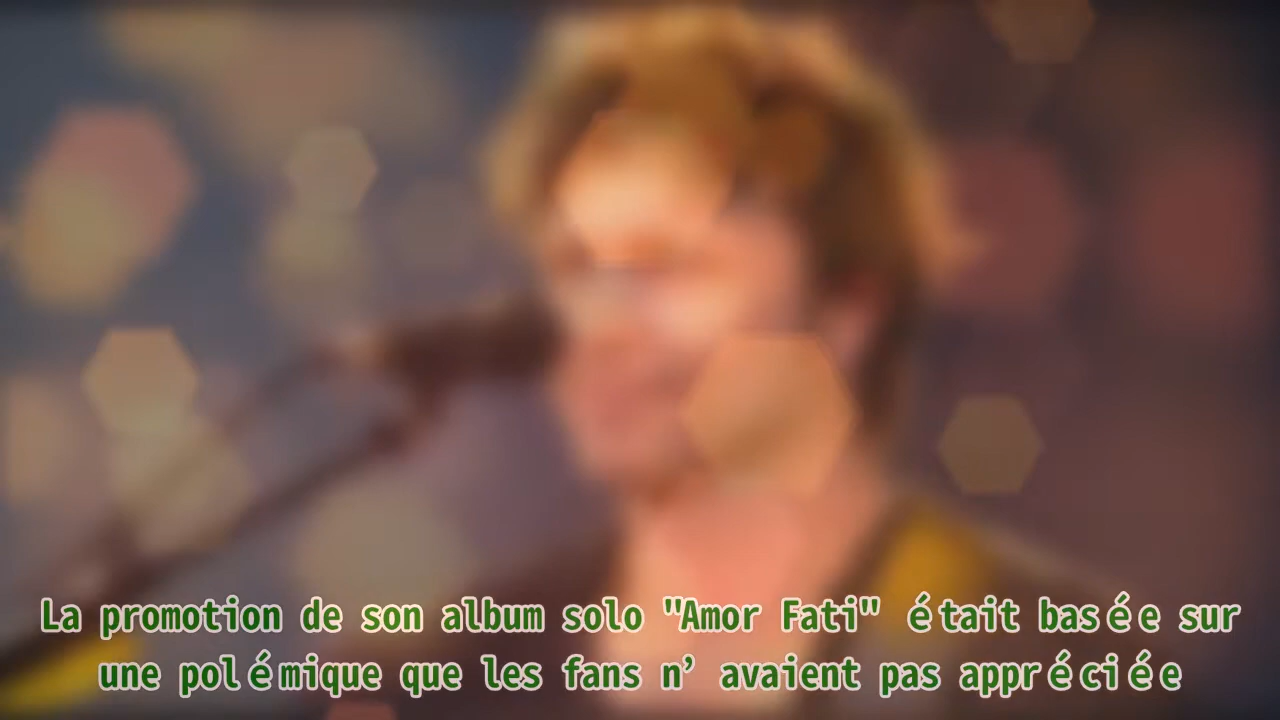 La promotion de son album solo "Amor Fati" était basée sur
une polémique que les fans n’ avaient pas appréciée